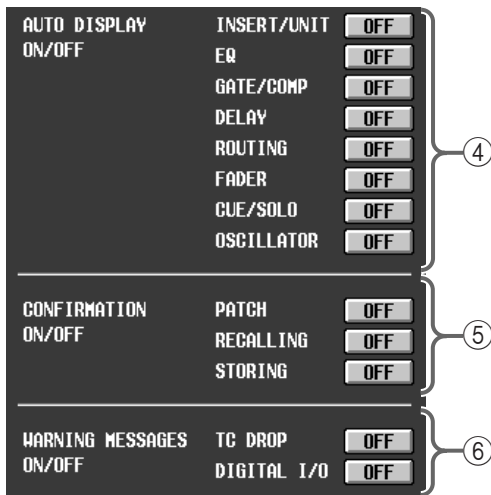 AUTO DISPLAY INSERT/UNIT OFF
ON/OFF EQ OFF
GATE/COMP OFF
DELAY OFF
ROUTING OFF
FADER OFF
CUE/SOLO OFF
OSCILLATOR OFF
④
CONFIRMATION PATCH OFF
ON/OFF RECALLING OFF
STORING OFF
⑤
WARNING MESSAGES TC DROP OFF
ON/OFF DIGITAL I/O OFF
⑥